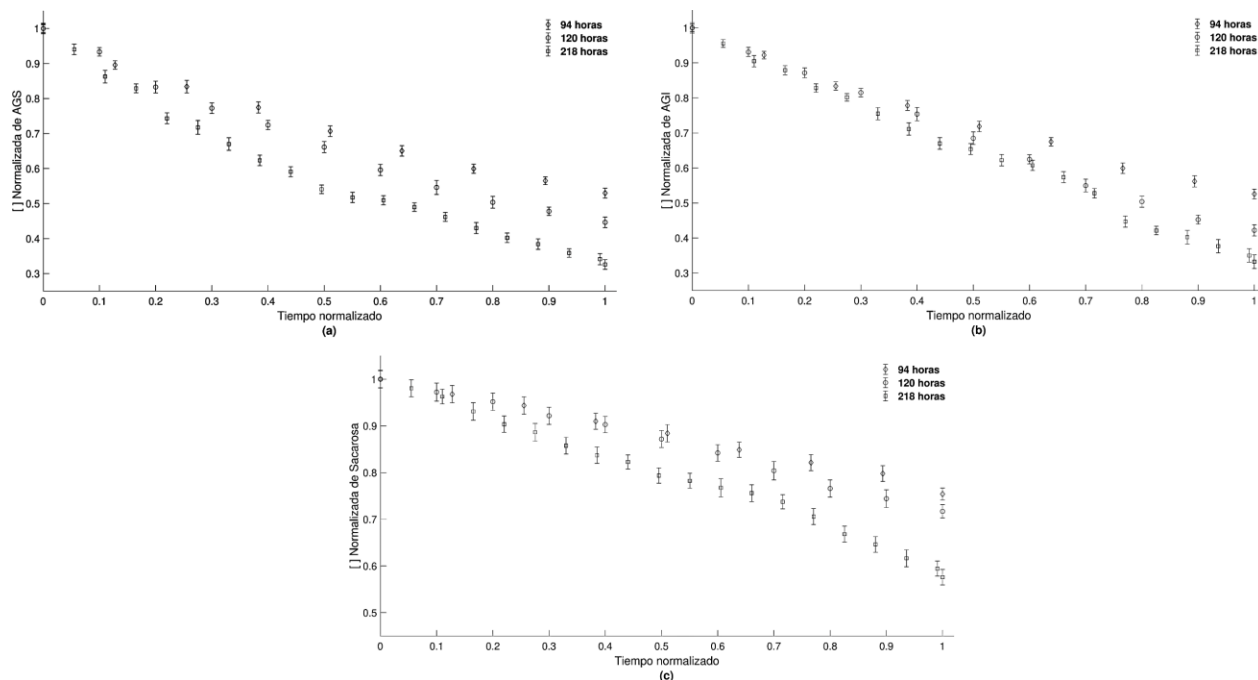 1
0.9
0.8
0.7
0.6
0.5
0.4
0.3
[ ] Normalizada de AGS
94 horas
120 horas
218 horas
0 0.1 0.2 0.3 0.4 0.5 0.6 0.7 0.8 0.9 1
Tiempo normalizado
(a)
1
0.9
0.8
0.7
0.6
0.5
0.4
0.3
[ ] Normalizada de AGI
94 horas
120 horas
218 horas
0 0.1 0.2 0.3 0.4 0.5 0.6 0.7 0.8 0.9 1
Tiempo normalizado
(b)
1
0.9
0.8
0.7
0.6
0.5
[ ] Normalizada de Sacarosa
94 horas
120 horas
218 horas
0 0.1 0.2 0.3 0.4 0.5 0.6 0.7 0.8 0.9 1
Tiempo normalizado
(c)